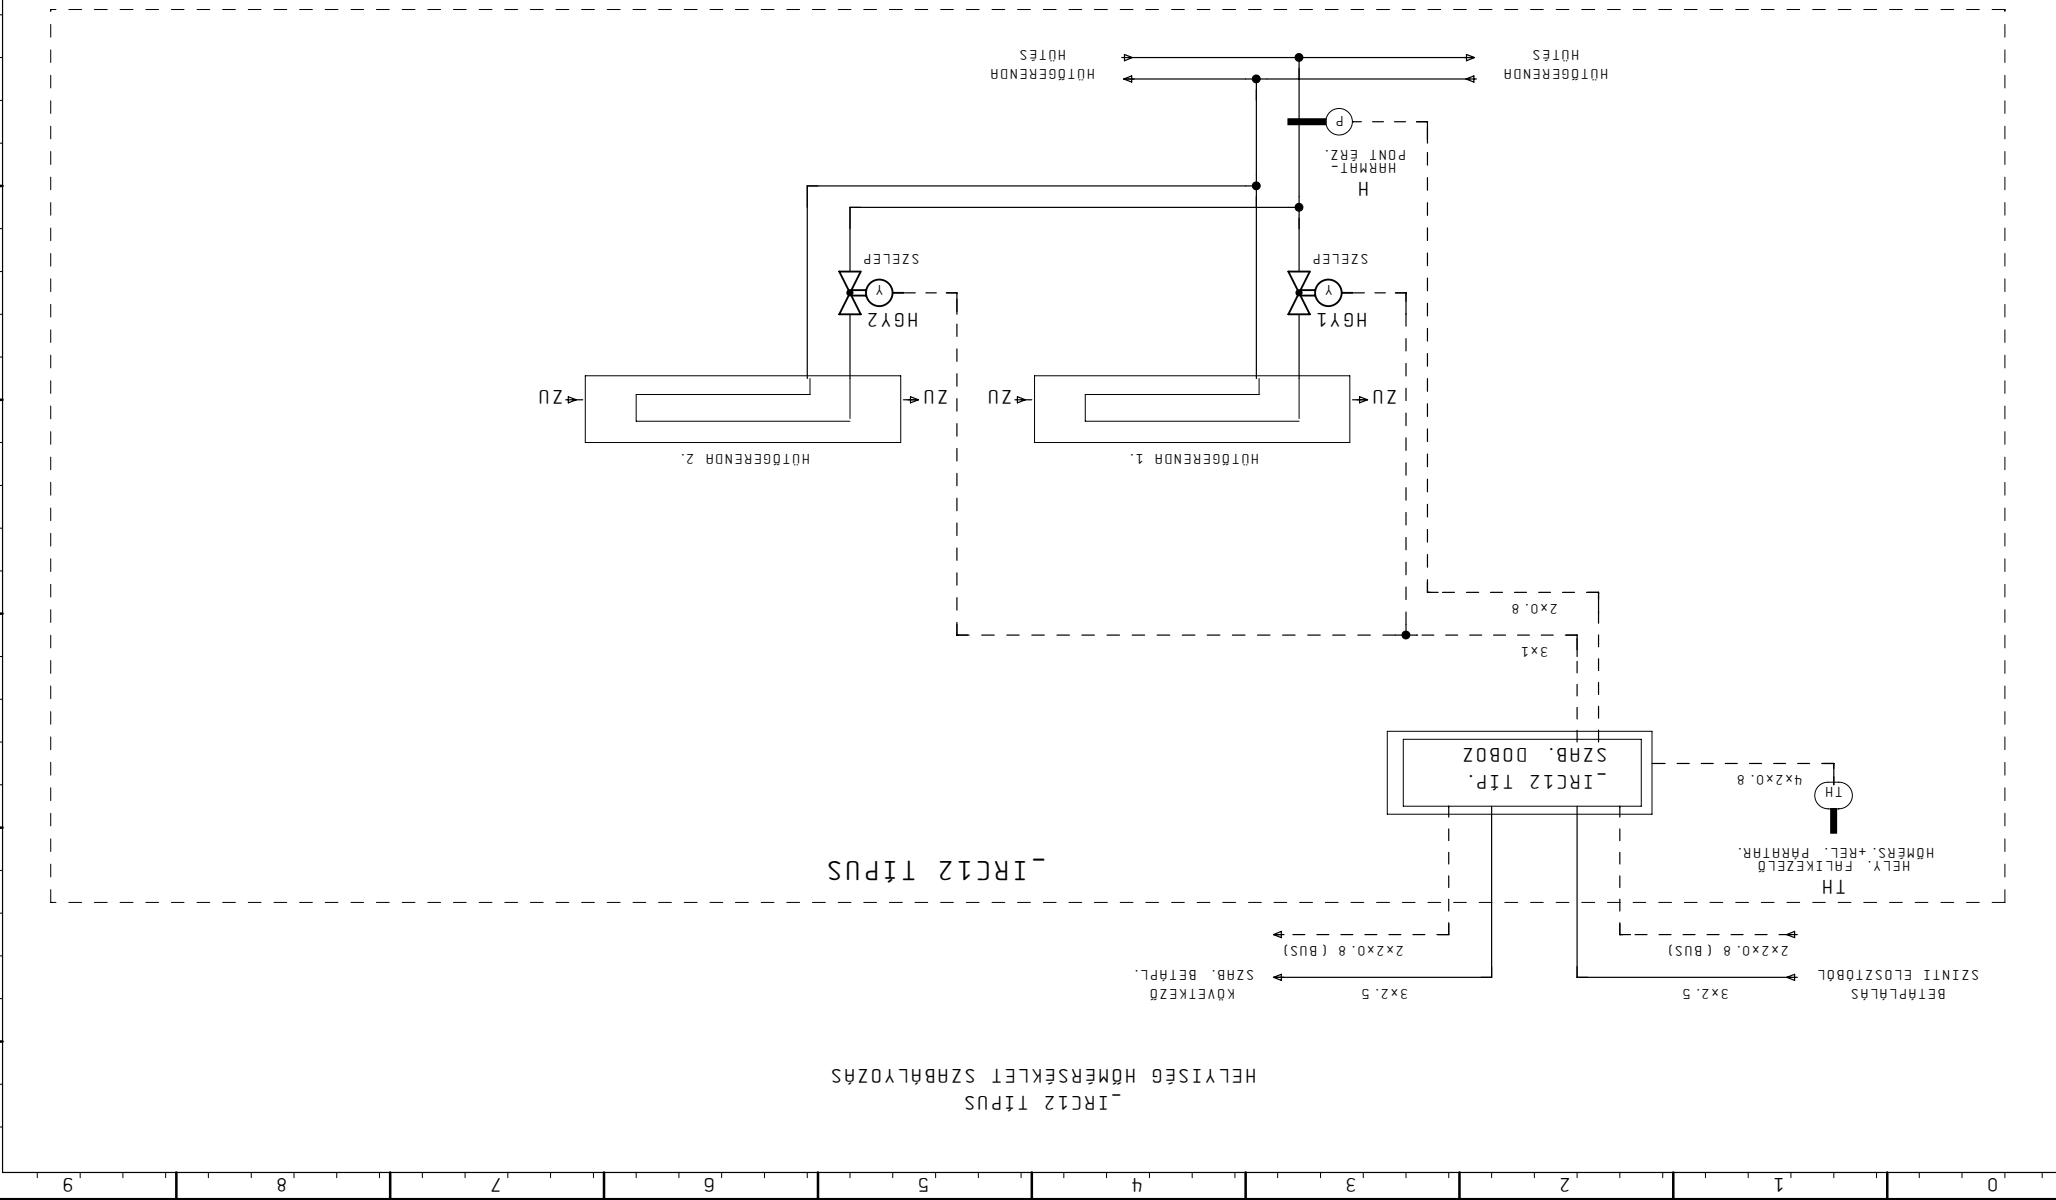 0 1 2 3 4 5 6 7 8 9
_IRC12 TÍPUS
HELYISÉG HŐMÉRSÉKLET SZABÁLYOZÁS
BETÁPLÁLÁS
SZINTI ELOSZTÓBÓL
3x2.5
3x2.5
KÖVETKEZŐ
SZAB. BETÁPL.
2x2x0.8 (BUS)
2x2x0.8 (BUS)
TH
HELY. FALIKEZELŐ
HŐMÉRS.+REL. PÁRATAR.
_IRC12 TÍPUS
TH
4x2x0.8
_IRC12 TÍP.
SZAB. DOBOZ
3x1
2x0.8
HŰTŐGERENDA 1.
HŰTŐGERENDA 2.
ZU
ZU
ZU
ZU
HGY1
HGY2
Y
Y
SZELEP
SZELEP
H
HARMAT-
PONT ÉRZ.
P
HŰTŐGERENDA
HŰTÉS
HŰTŐGERENDA
HŰTÉS